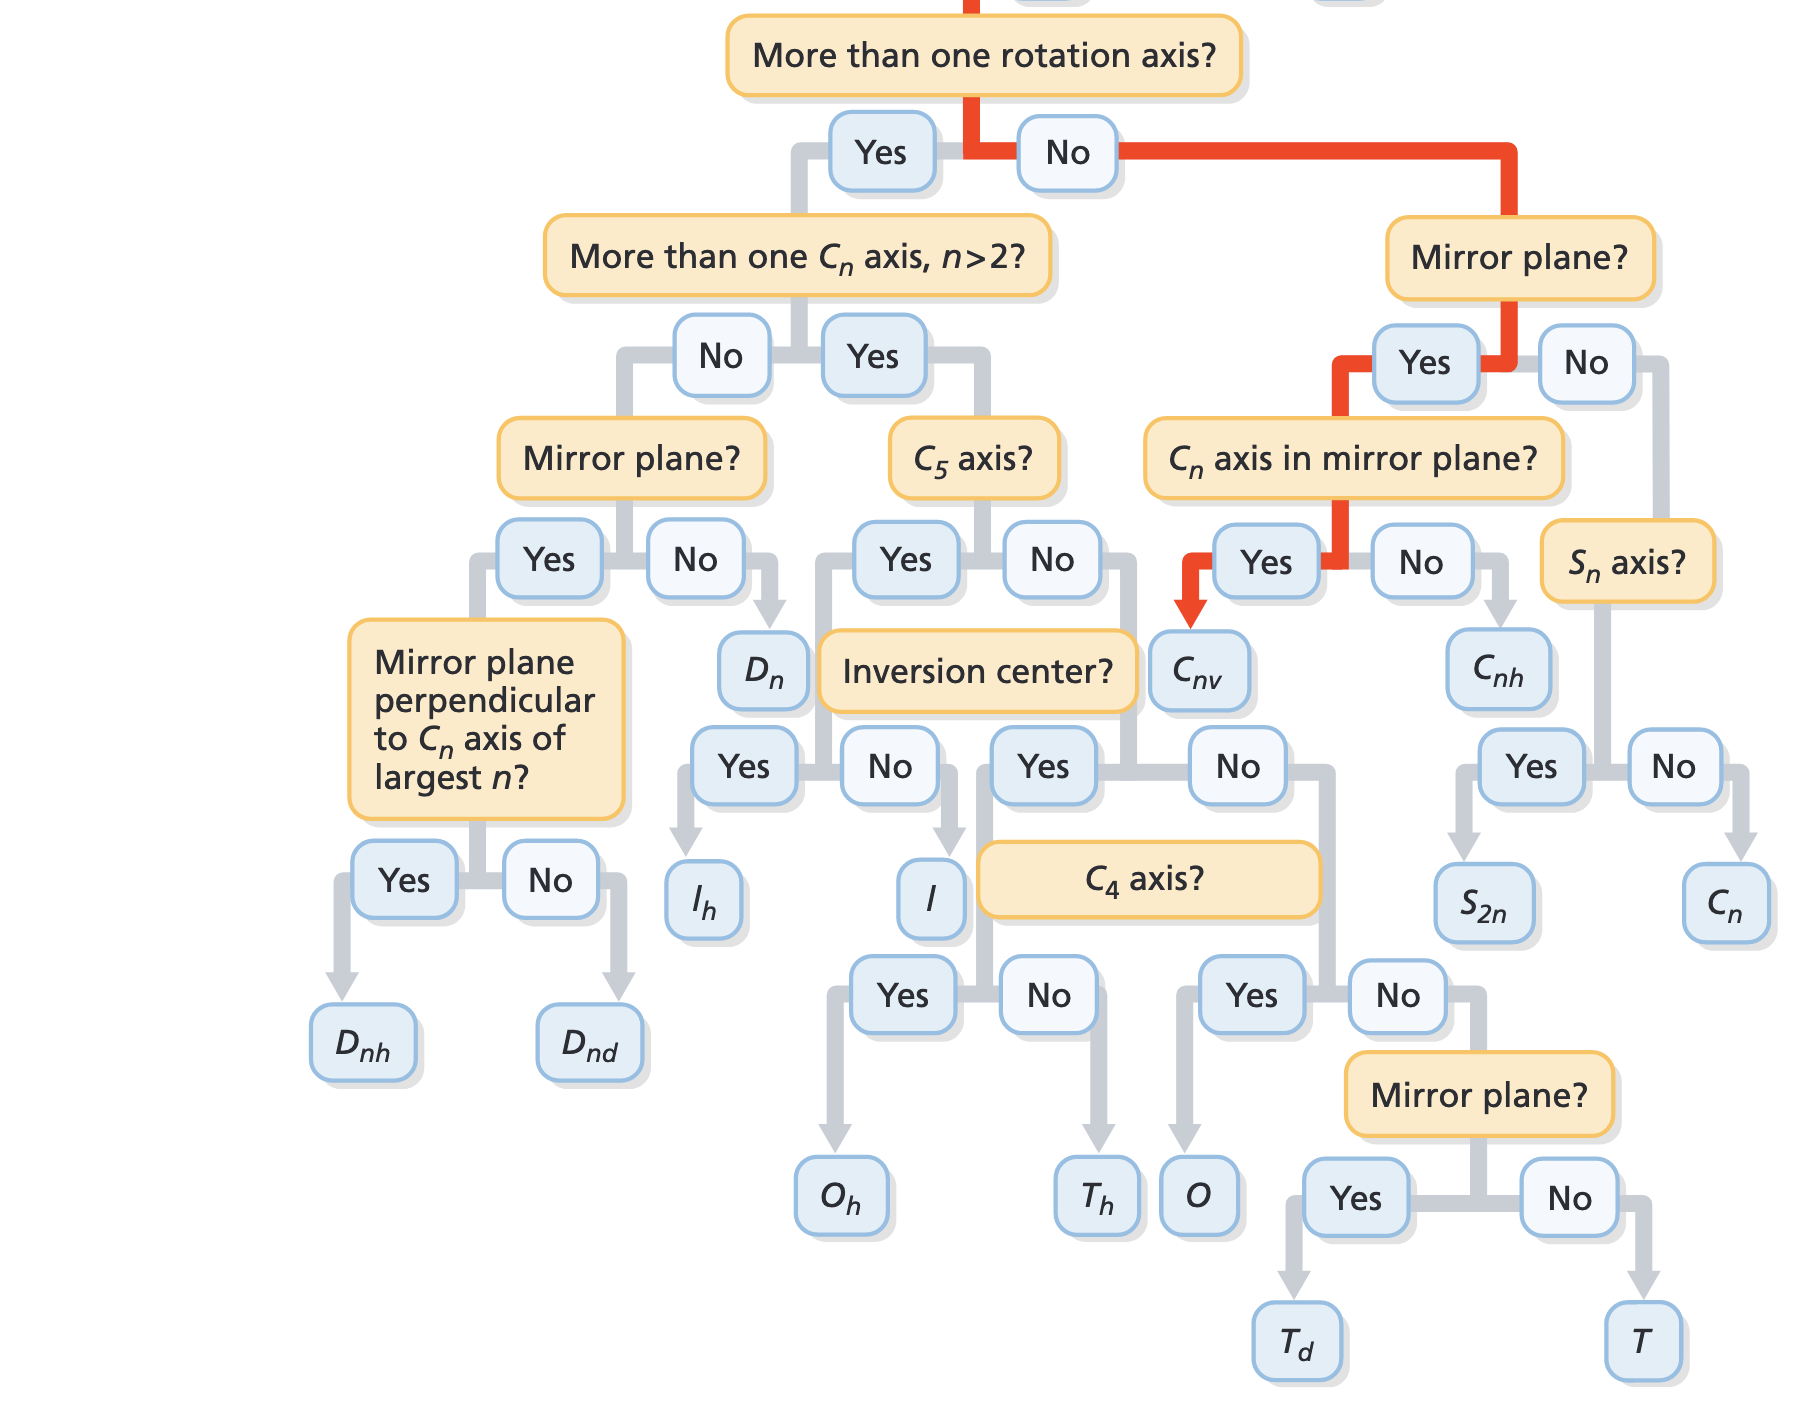 More than one rotation axis?
Yes
No
More than one Cn axis, n>2?
Mirror plane?
No
Yes
Yes
No
Mirror plane?
C5 axis?
Cn axis in mirror plane?
Yes
No
Yes
No
Yes
No
Sn axis?
Mirror plane
perpendicular
to Cn axis of
largest n?
Dn
Inversion center?
Cnv
Cnh
Yes
No
Yes
No
Yes
No
Yes
No
Ih
I
C4 axis?
S2n
Cn
Yes
No
Yes
No
Dnh
Dnd
Mirror plane?
Oh
Th
O
Yes
No
Td
T